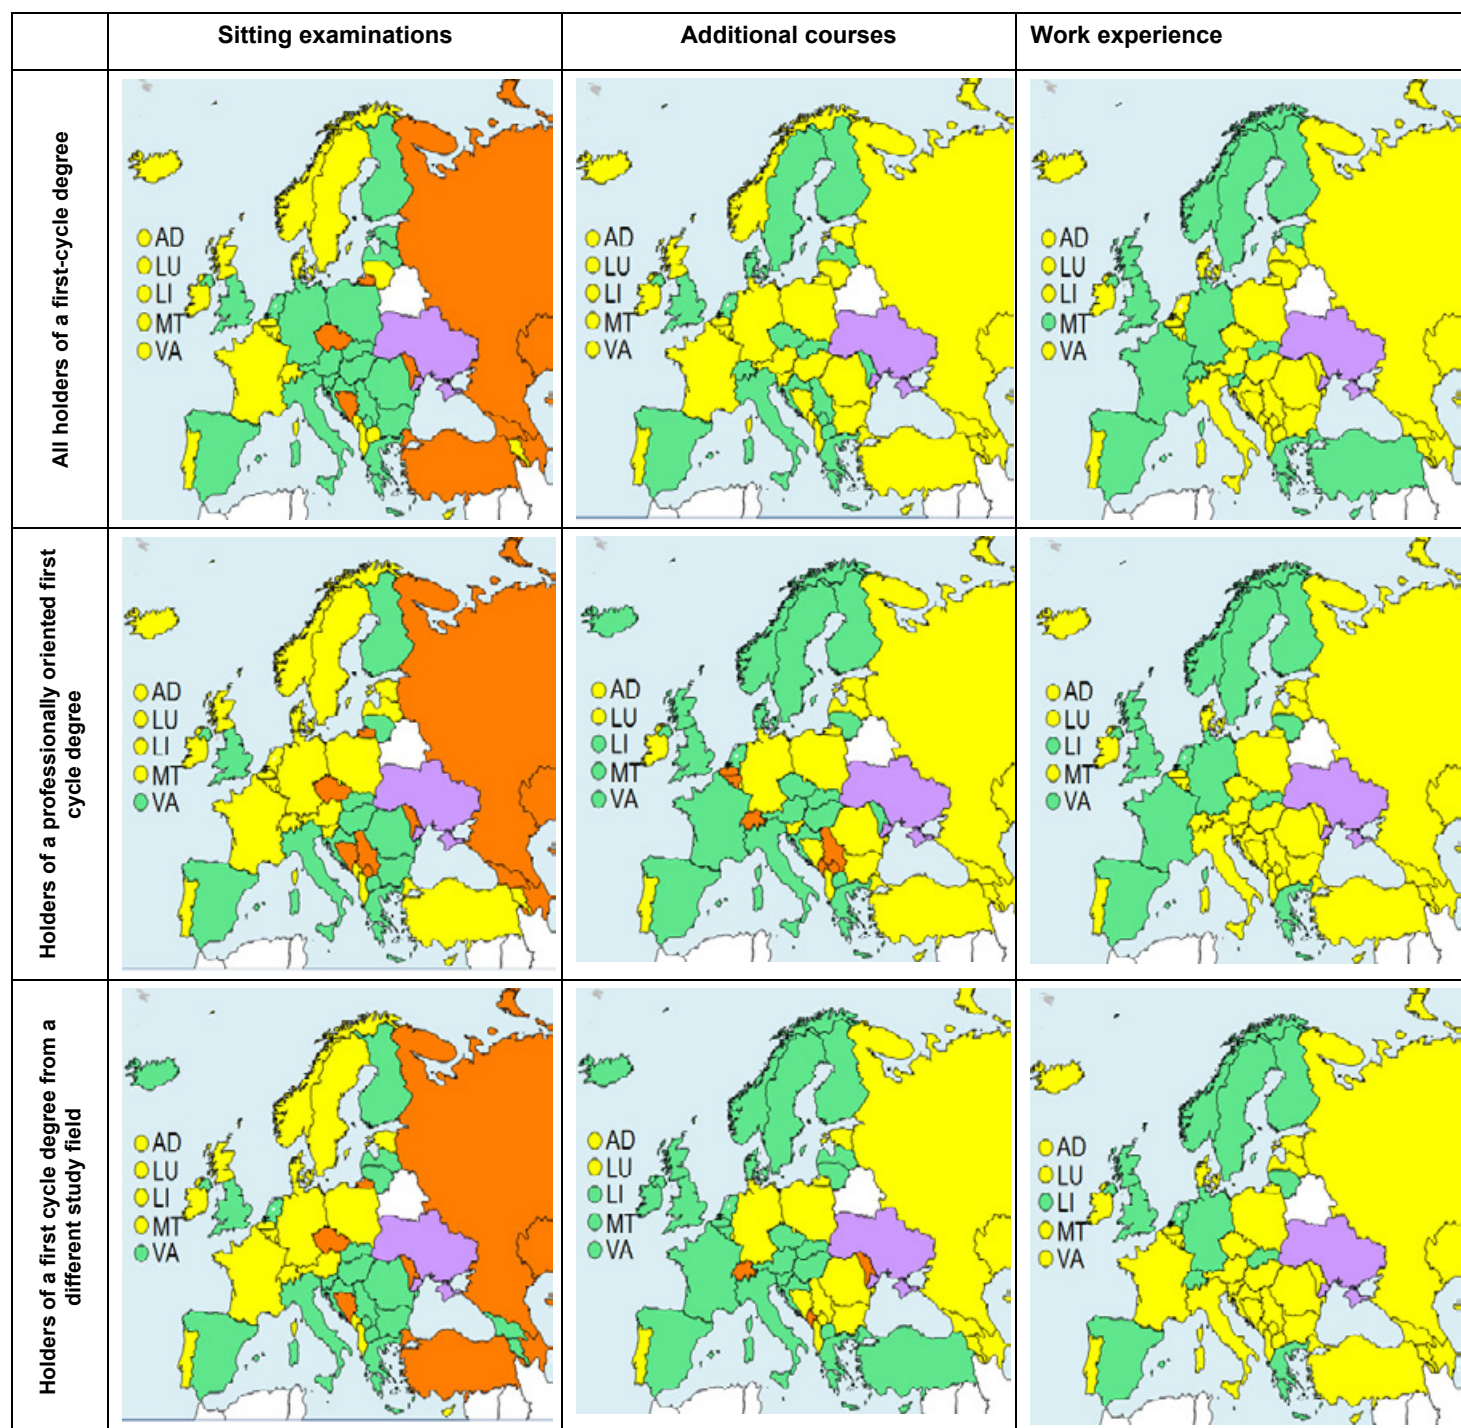 Sitting examinations
Additional courses
Work experience
All holders of a first-cycle degree
AD
LU
LI
MT
VA
AD
LU
LI
MT
VA
AD
LU
LI
MT
VA
Holders of a professionally oriented first
cycle degree
AD
LU
LI
MT
VA
AD
LU
LI
MT
VA
AD
LU
LI
MT
VA
Holders of a first cycle degree from a
different study field
AD
LU
LI
MT
VA
AD
LU
LI
MT
VA
AD
LU
LI
MT
VA